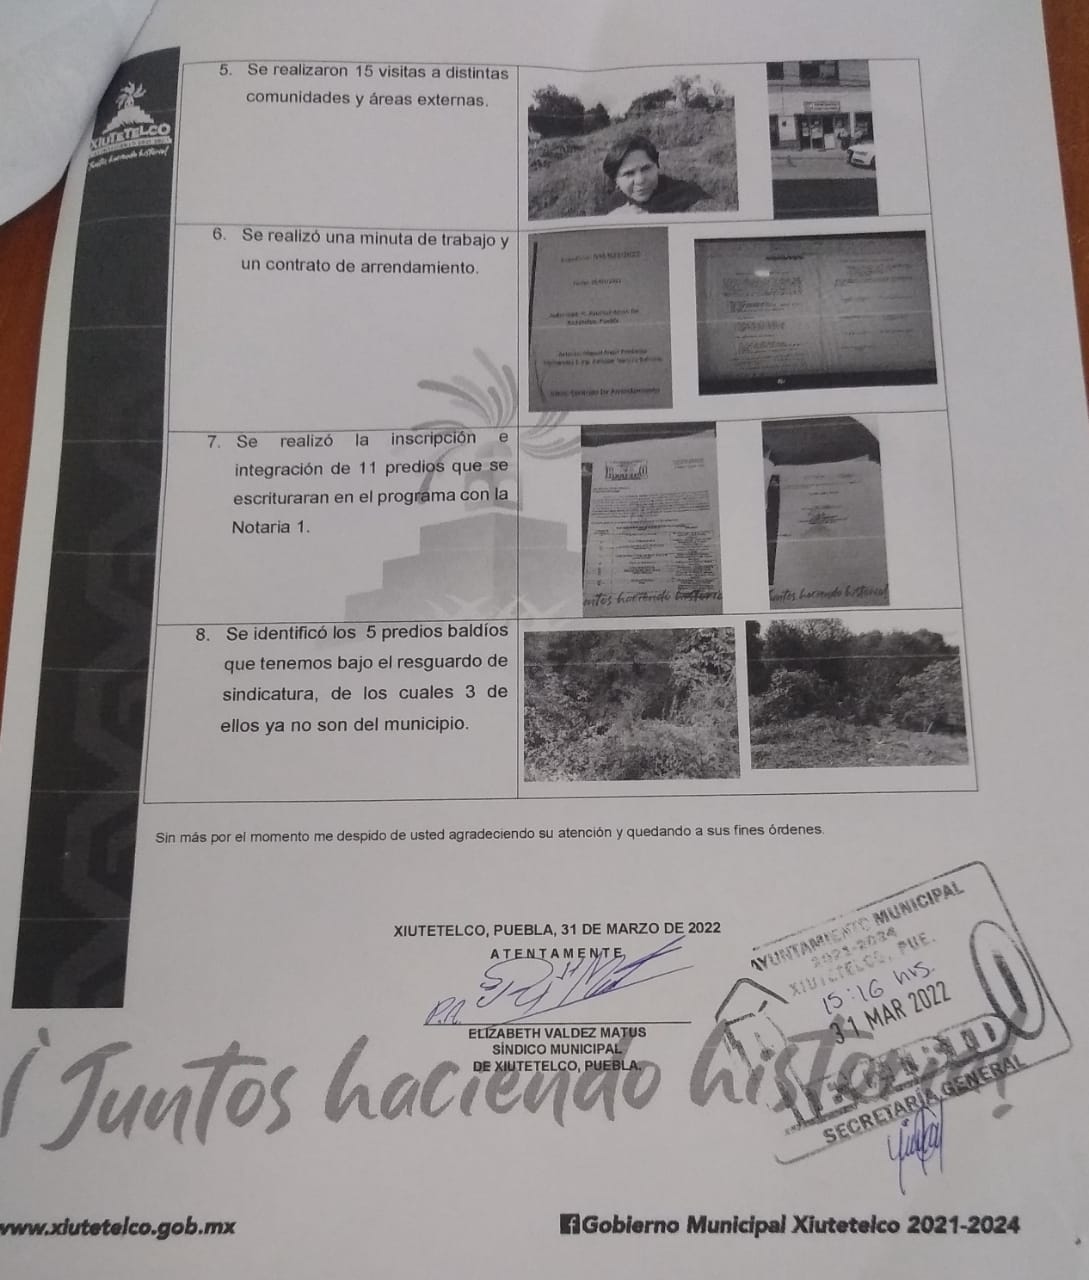 XIUTETELCO
5. Se realizaron 15 visitas a distintas
comunidades y áreas externas.
6. Se realizó una minuta de trabajo y
un contrato de arrendamiento.
7. Se realizó la inscripción e
integración de 11 predios que se
escrituraran en el programa con la
Notaria 1.
untos haciendo historia
Juntos haciendo historia!
8. Se identificó los 5 predios baldíos
que tenemos bajo el resguardo de
sindicatura, de los cuales 3 de
ellos ya no son del municipio.
Sin más por el momento me despido de usted agradeciendo su atención y quedando a sus fines órdenes.
XIUTETELCO, PUEBLA, 31 DE MARZO DE 2022
ATENTAMENTE
P.A.
ELIZABETH VALDEZ MATUS
SÍNDICO MUNICIPAL
DE XIUTETELCO, PUEBLA.
AYUNTAMIENTO MUNICIPAL
2021-2024
XIUTETELCO, PUE.
15:16 hrs.
31 MAR 2022
RECIBIDO
SECRETARÍA GENERAL
¡Juntos haciendo historia!
www.xiutetelco.gob.mx
Gobierno Municipal Xiutetelco 2021-2024